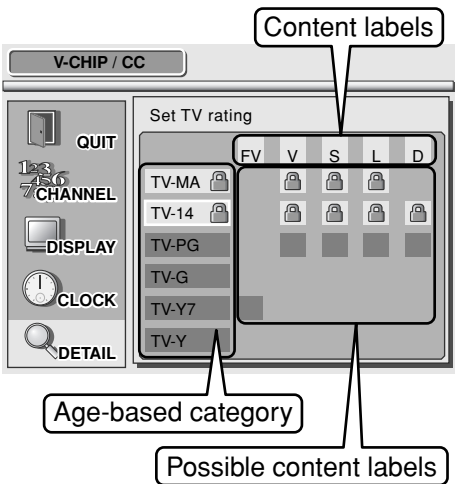 Content labels
V-CHIP / CC
Set TV rating
QUIT
FV V S L D
123
456
7
CHANNEL
TV-MA
TV-14
DISPLAY
TV-PG
TV-G
CLOCK
TV-Y7
TV-Y
DETAIL
Age-based category
Possible content labels